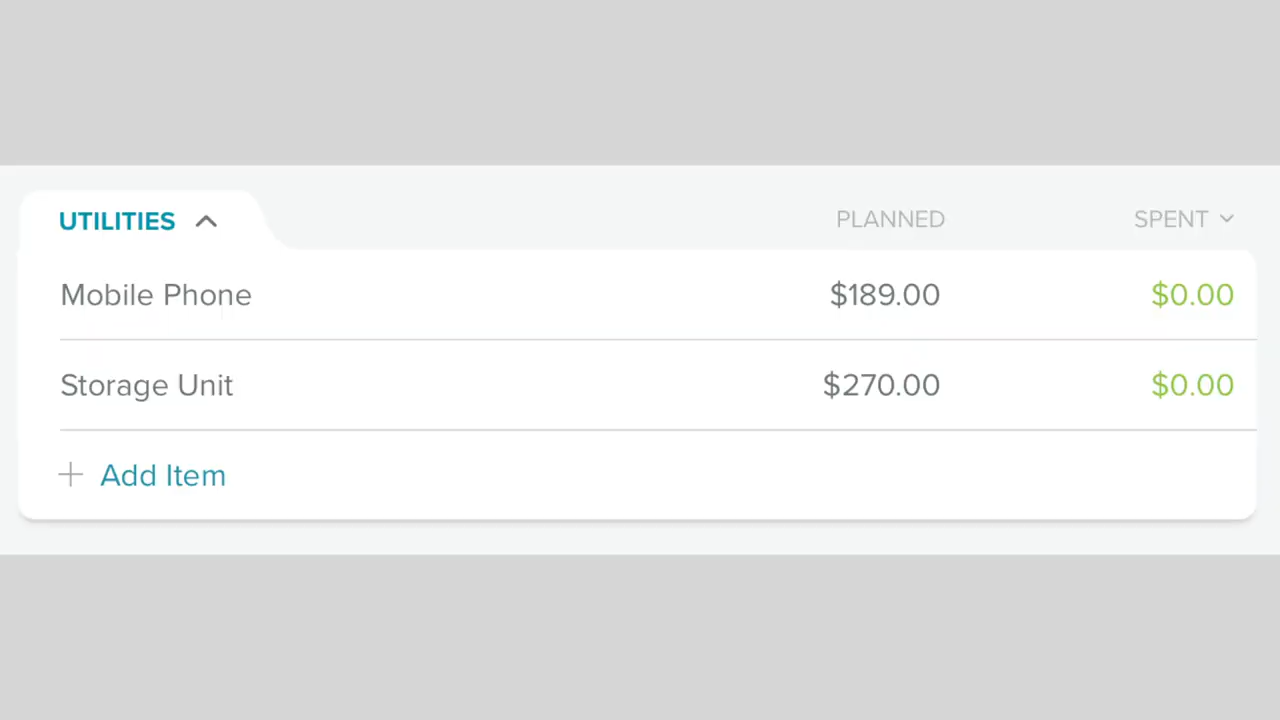 UTILITIES PLANNED SPENT
Mobile Phone $189.00 $0.00
Storage Unit $270.00 $0.00
+ Add Item